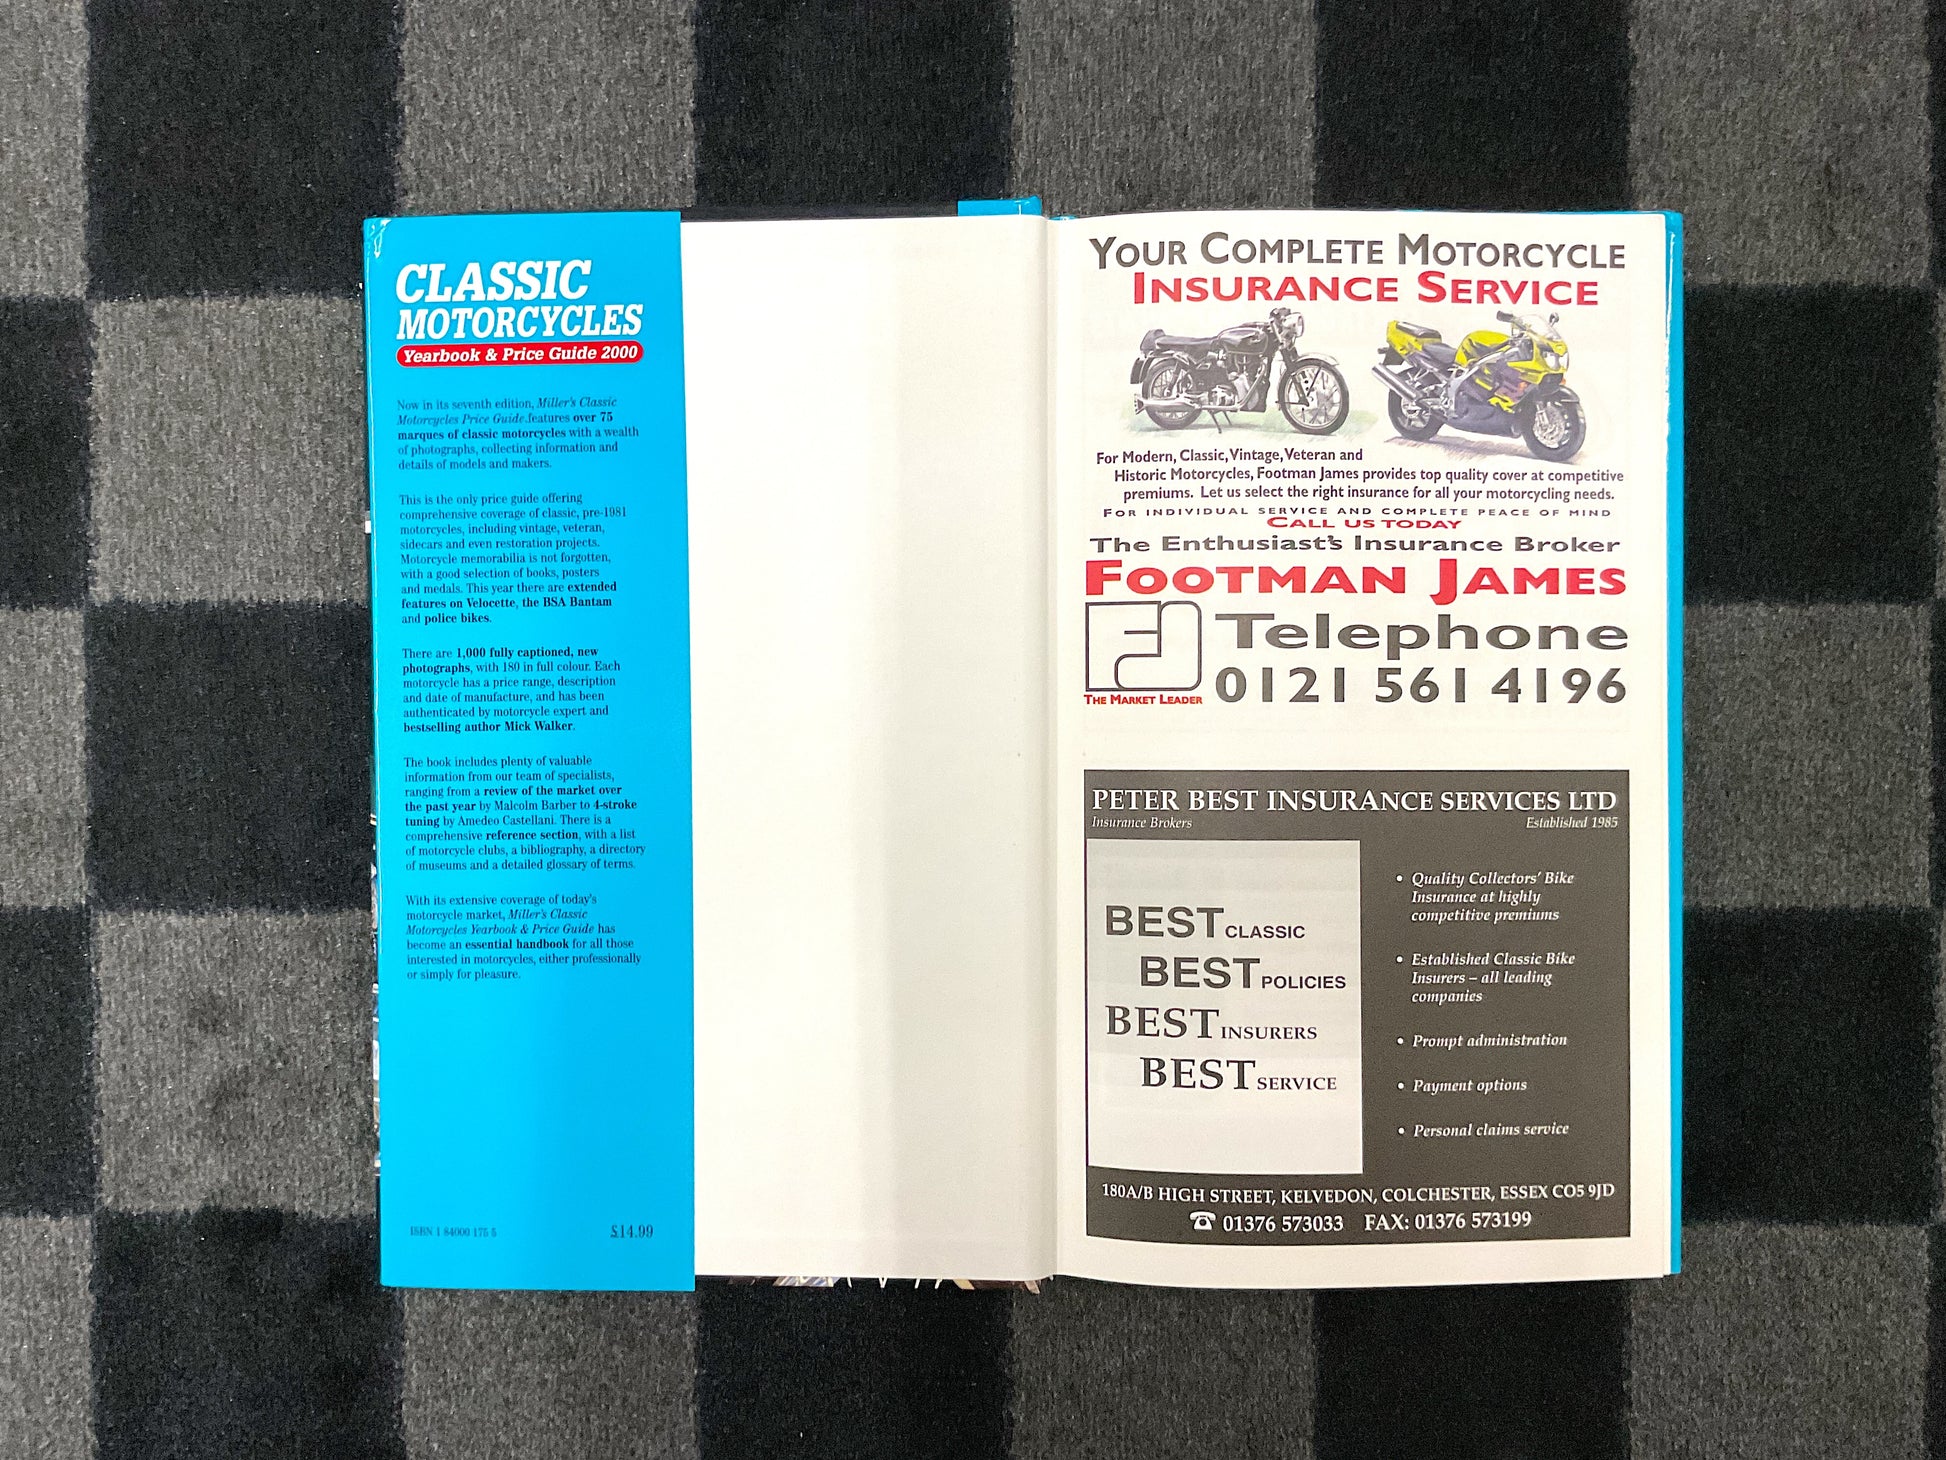 CLASSIC
MOTORCYCLES
Yearbook & Price Guide 2000
Now in its seventh edition, Miller's Classic
Motorcycles Price Guide features over 75
marques of classic motorcycles with a wealth
of photographs, collecting information and
details of models and makers.
This is the only price guide offering
comprehensive coverage of classic, pre-1981
motorcycles, including vintage, veteran,
sidecars and even restoration projects.
Motorcycle memorabilia is not forgotten,
with a good selection of books, posters
and medals. This year there are extended
features on Velocette, the BSA Bantam
and police bikes.
There are 1,000 fully captioned, new
photographs, with 180 in full colour. Each
motorcycle has a price range, description
and date of manufacture, and has been
authenticated by motorcycle expert and
bestselling author Mick Walker.
The book includes plenty of valuable
information from our team of specialists,
ranging from a review of the market over
the past year by Malcolm Barber to 4-stroke
tuning by Amedeo Castellani. There is a
comprehensive reference section, with a list
of motorcycle clubs, a bibliography, a directory
of museums and a detailed glossary of terms.
With its extensive coverage of today's
motorcycle market, Miller's Classic
Motorcycles Yearbook & Price Guide has
become an essential handbook for all those
interested in motorcycles, either professionally
or simply for pleasure.
ISBN 1 84000 175 5
£14.99
YOUR COMPLETE MOTORCYCLE
INSURANCE SERVICE
For Modern, Classic, Vintage, Veteran and
Historic Motorcycles, Footman James provides top quality cover at competitive
premiums. Let us select the right insurance for all your motorcycling needs.
FOR INDIVIDUAL SERVICE AND COMPLETE PEACE OF MIND
CALL US TODAY
The Enthusiast's Insurance Broker
FOOTMAN JAMES
FJ
THE MARKET LEADER
Telephone
0121 561 4196
PETER BEST INSURANCE SERVICES LTD
Insurance Brokers
Established 1985
BEST CLASSIC
BEST POLICIES
BEST INSURERS
BEST SERVICE
• Quality Collectors' Bike
Insurance at highly
competitive premiums
• Established Classic Bike
Insurers – all leading
companies
• Prompt administration
• Payment options
• Personal claims service
180A/B HIGH STREET, KELVEDON, COLCHESTER, ESSEX CO5 9JD
☎ 01376 573033 FAX: 01376 573199